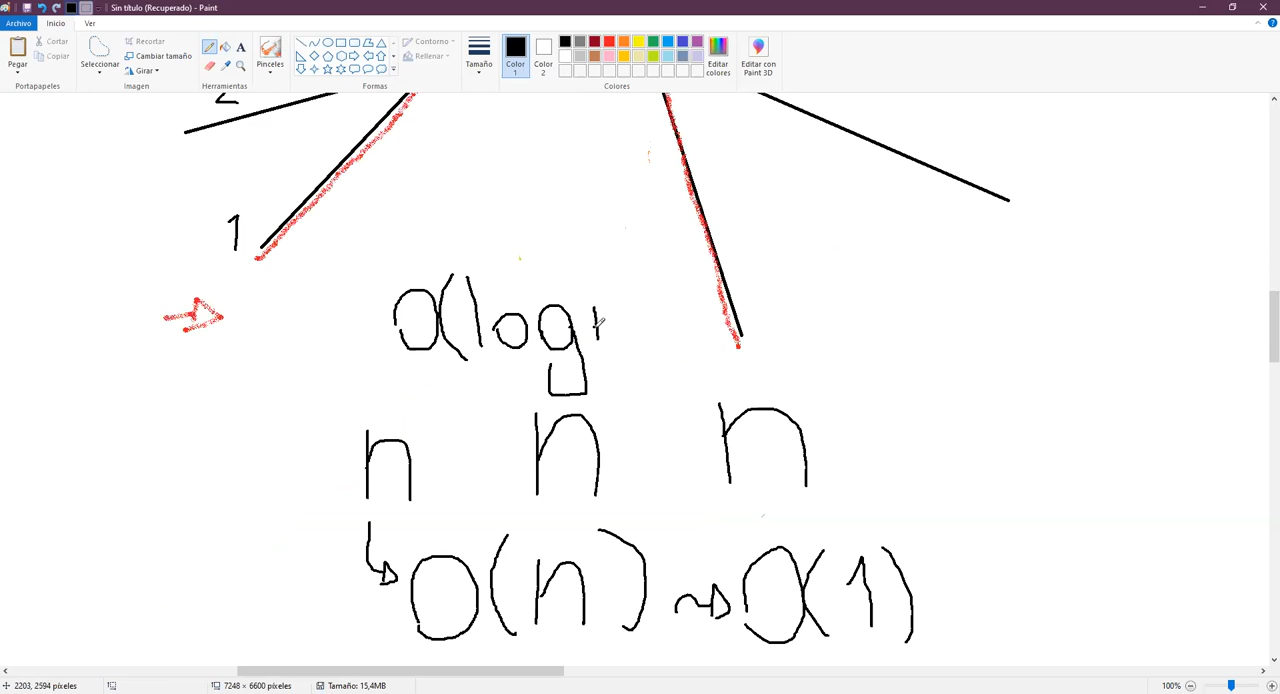 Sin título (Recuperado) - Paint
Archivo Inicio Ver
Pegar Cortar Copiar Seleccionar Recortar Cambiar tamaño Girar A Pinceles Contorno Rellenar Tamaño Color 1 Color 2 Editar colores Editar con Paint 3D
Portapapeles Imagen Herramientas Formas Colores
2
1
O(log
n n n
O(n) O(1)
2203, 2594 píxeles 7248 × 6600 píxeles Tamaño: 15,4MB 100%